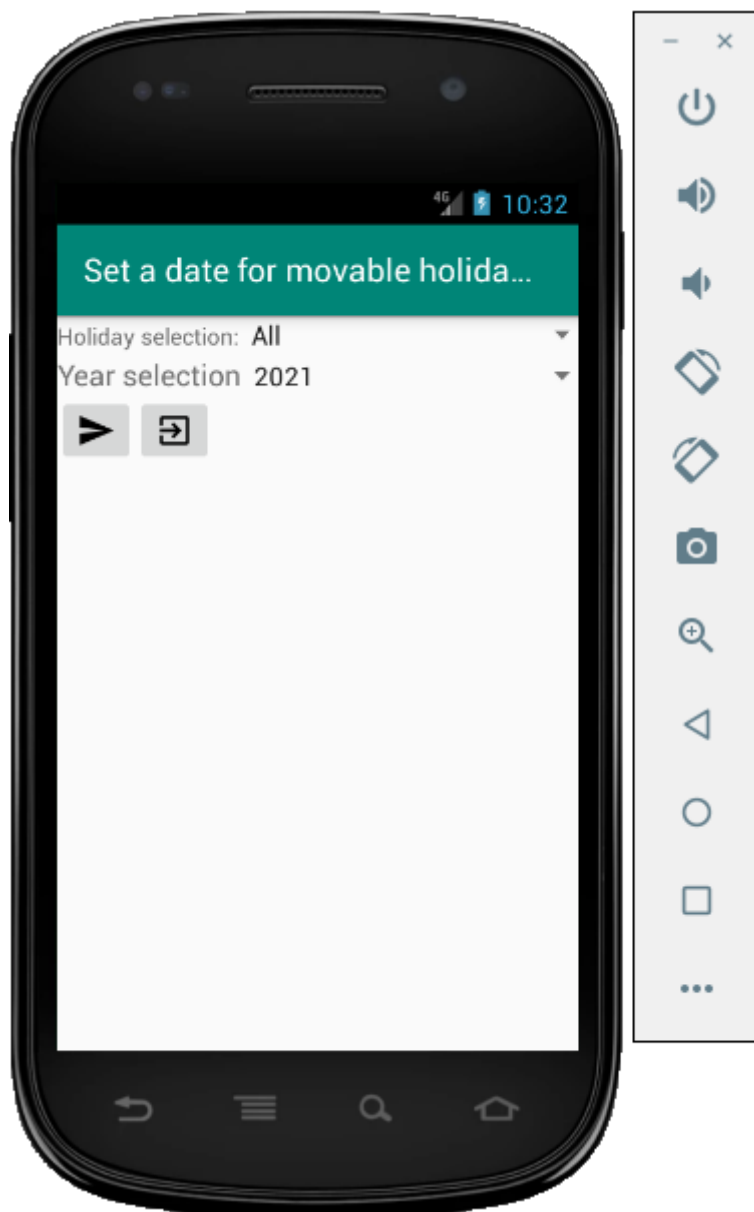 4G 10:32
Set a date for movable holida...
Holiday selection: All
Year selection 2021